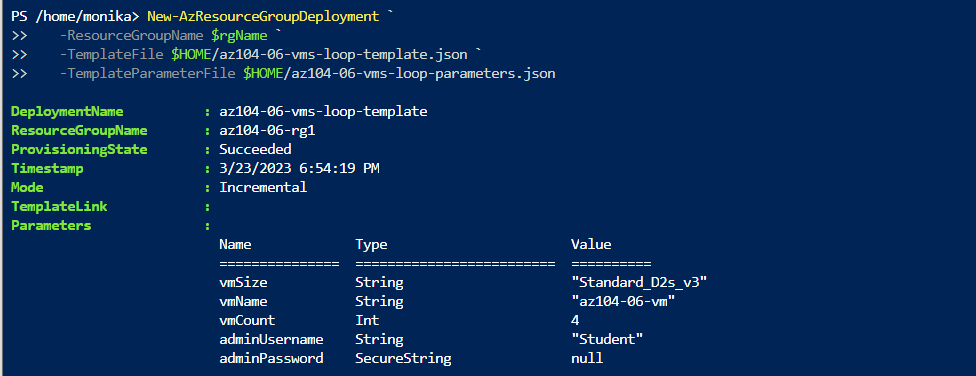 PS /home/monika> New-AzResourceGroupDeployment `
>>    -ResourceGroupName $rgName `
>>    -TemplateFile $HOME/az104-06-vms-loop-template.json `
>>    -TemplateParameterFile $HOME/az104-06-vms-loop-parameters.json
DeploymentName          : az104-06-vms-loop-template
ResourceGroupName       : az104-06-rg1
ProvisioningState       : Succeeded
Timestamp               : 3/23/2023 6:54:19 PM
Mode                    : Incremental
TemplateLink            :
Parameters              :
                          Name             Type                       Value
                          ===============  =========================  ==========
                          vmSize           String                     "Standard_D2s_v3"
                          vmName           String                     "az104-06-vm"
                          vmCount          Int                        4
                          adminUsername    String                     "Student"
                          adminPassword    SecureString               null